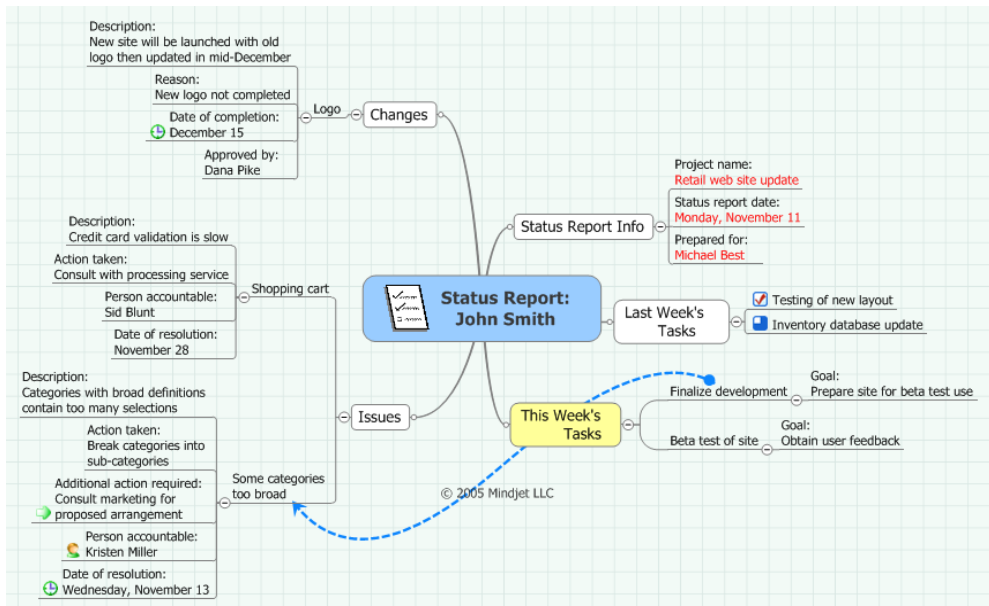 Description:
New site will be launched with old
logo then updated in mid-December
Reason:
New logo not completed
Date of completion:
December 15
Approved by:
Dana Pike
Logo
Changes
Status Report Info
Project name:
Retail web site update
Status report date:
Monday, November 11
Prepared for:
Michael Best
Description:
Credit card validation is slow
Action taken:
Consult with processing service
Person accountable:
Sid Blunt
Date of resolution:
November 28
Shopping cart
Status Report:
John Smith
Last Week's
Tasks
Testing of new layout
Inventory database update
Description:
Categories with broad definitions
contain too many selections
Action taken:
Break categories into
sub-categories
Additional action required:
Consult marketing for
proposed arrangement
Person accountable:
Kristen Miller
Date of resolution:
Wednesday, November 13
Some categories
too broad
Issues
This Week's
Tasks
Finalize development
Goal:
Prepare site for beta test use
Beta test of site
Goal:
Obtain user feedback
© 2005 Mindjet LLC